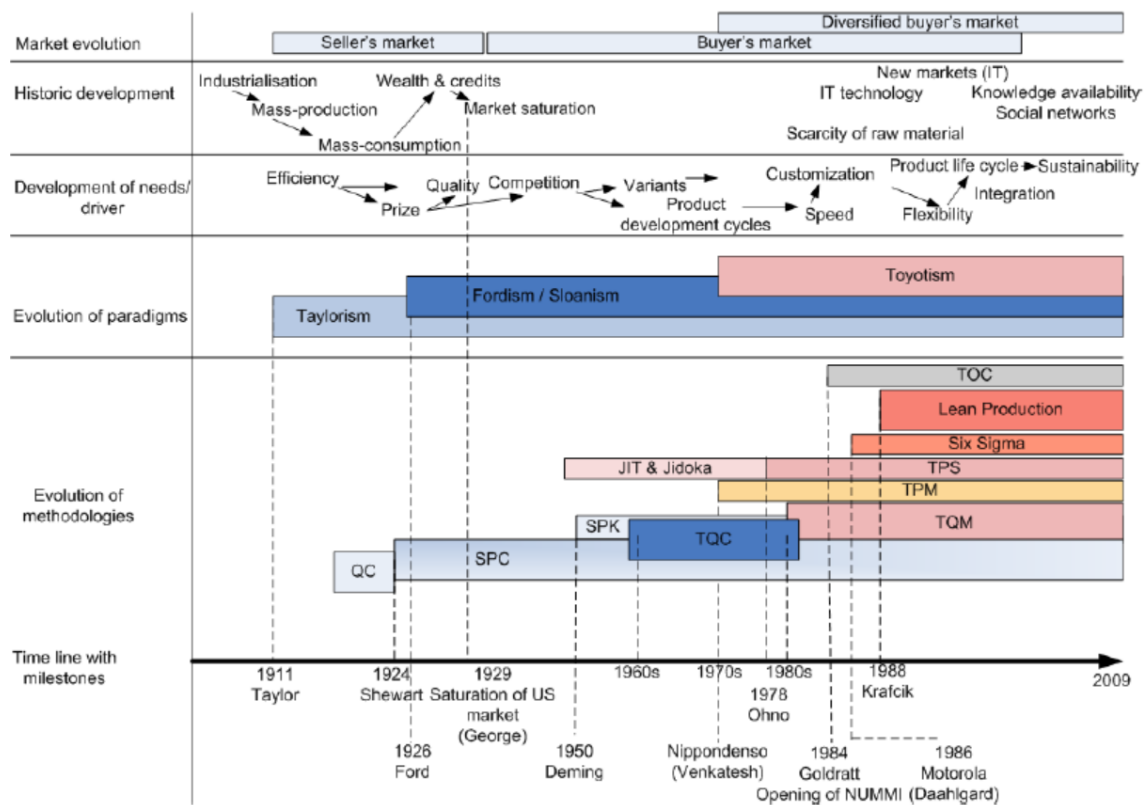 Market evolution
Diversified buyer's market
Seller's market
Buyer's market
Historic development
Industrialisation
Mass-production
Mass-consumption
Wealth & credits
Market saturation
New markets (IT)
IT technology
Knowledge availability
Social networks
Scarcity of raw material
Development of needs/
driver
Efficiency
Prize
Quality
Competition
Variants
Product
development cycles
Customization
Speed
Product life cycle
Flexibility
Integration
Sustainability
Evolution of paradigms
Toyotism
Fordism / Sloanism
Taylorism
Evolution of
methodologies
TOC
Lean Production
Six Sigma
JIT & Jidoka
TPS
TPM
SPK
TQC
TQM
SPC
QC
Time line with
milestones
1911
Taylor
1924
Shewart
1926
Ford
1929
Saturation of US
market
(George)
1950
Deming
1960s
1970s
Nippondenso
(Venkatesh)
1978
Ohno
1980s
1984
Goldratt
Opening of NUMMI
1986
Motorola
(Daahlgard)
1988
Krafcik
2009